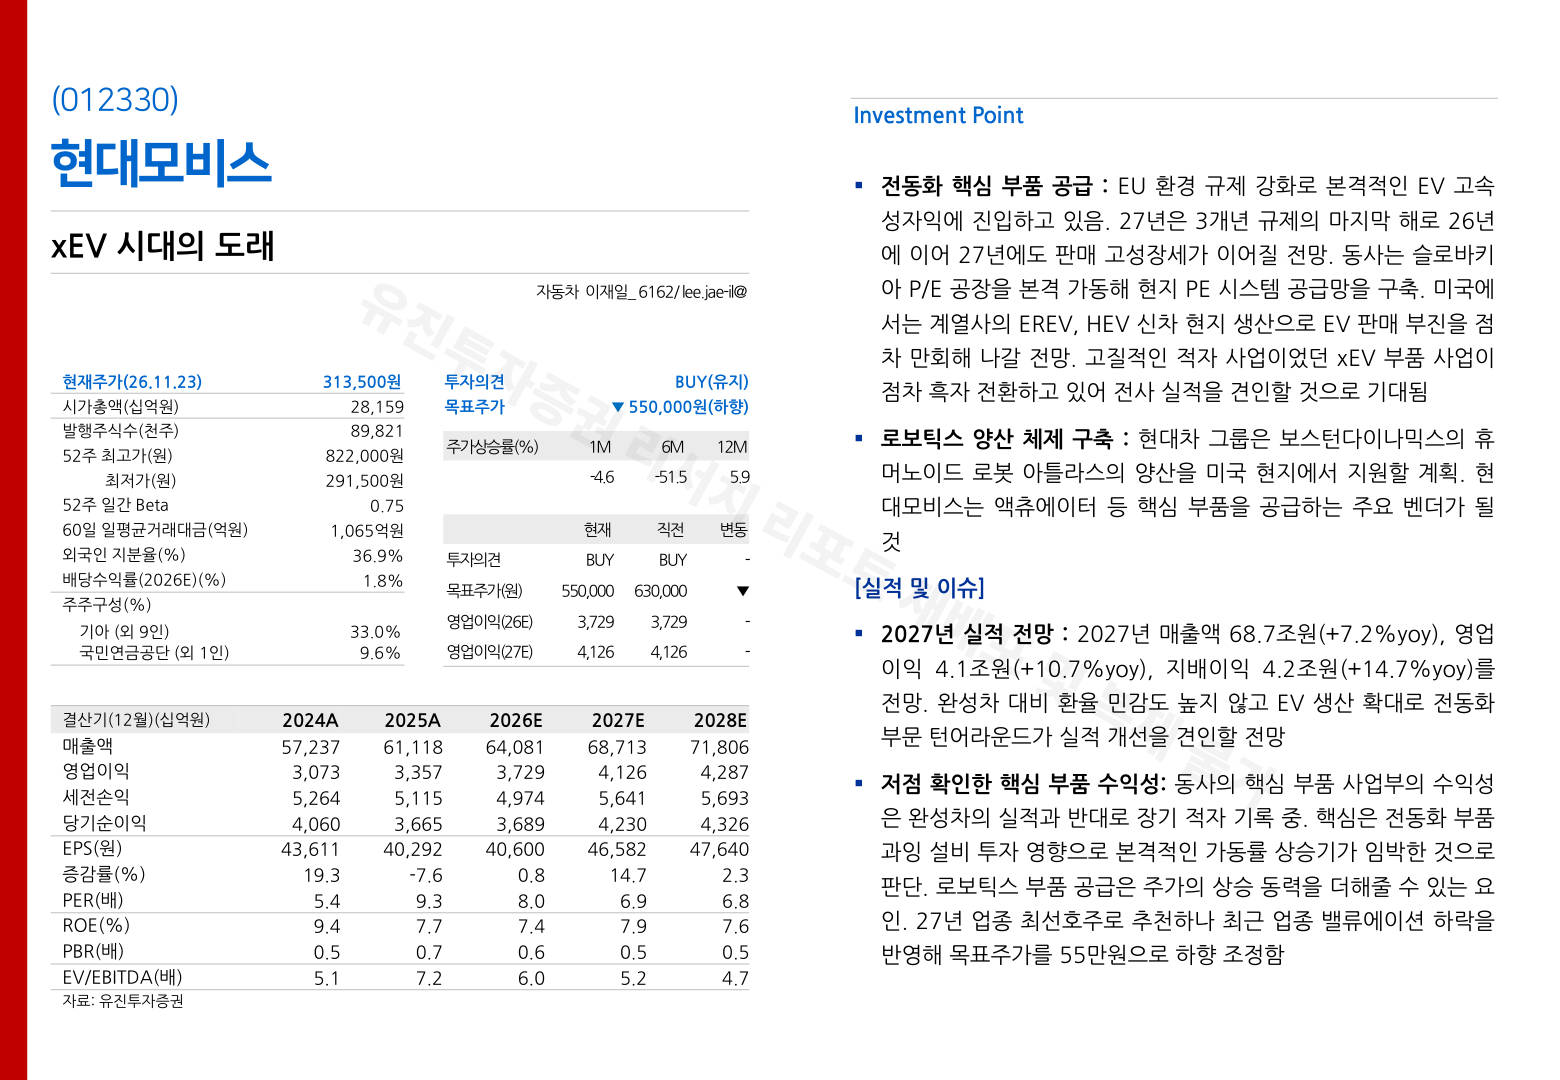 (012330)
현대모비스
xEV 시대의 도래
자동차 이재일_6162/lee.jae-il@
현재주가(26.11.23) 313,500원
시가총액(십억원) 28,159
발행주식수(천주) 89,821
52주 최고가(원) 822,000원
최저가(원) 291,500원
52주 일간 Beta 0.75
60일 일평균거래대금(억원) 1,065억원
외국인 지분율(%) 36.9%
배당수익률(2026E)(%) 1.8%
주주구성(%)
기아 (외 9인) 33.0%
국민연금공단 (외 1인) 9.6%
투자의견 BUY(유지)
목표주가 ▼ 550,000원(하향)
주가상승률(%) 1M 6M 12M
-4.6 -51.5 5.9
현재 직전 변동
투자의견 BUY BUY -
목표주가(원) 550,000 630,000 ▼
영업이익(26E) 3,729 3,729 -
영업이익(27E) 4,126 4,126 -
결산기(12월)(십억원) 2024A 2025A 2026E 2027E 2028E
매출액 57,237 61,118 64,081 68,713 71,806
영업이익 3,073 3,357 3,729 4,126 4,287
세전손익 5,264 5,115 4,974 5,641 5,693
당기순이익 4,060 3,665 3,689 4,230 4,326
EPS(원) 43,611 40,292 40,600 46,582 47,640
증감률(%) 19.3 -7.6 0.8 14.7 2.3
PER(배) 5.4 9.3 8.0 6.9 6.8
ROE(%) 9.4 7.7 7.4 7.9 7.6
PBR(배) 0.5 0.7 0.6 0.5 0.5
EV/EBITDA(배) 5.1 7.2 6.0 5.2 4.7
자료: 유진투자증권
Investment Point
▪ 전동화 핵심 부품 공급 : EU 환경 규제 강화로 본격적인 EV 고속
성자익에 진입하고 있음. 27년은 3개년 규제의 마지막 해로 26년
에 이어 27년에도 판매 고성장세가 이어질 전망. 동사는 슬로바키
아 P/E 공장을 본격 가동해 현지 PE 시스템 공급망을 구축. 미국에
서는 계열사의 EREV, HEV 신차 현지 생산으로 EV 판매 부진을 점
차 만회해 나갈 전망. 고질적인 적자 사업이었던 xEV 부품 사업이
점차 흑자 전환하고 있어 전사 실적을 견인할 것으로 기대됨
▪ 로보틱스 양산 체제 구축 : 현대차 그룹은 보스턴다이나믹스의 휴
머노이드 로봇 아틀라스의 양산을 미국 현지에서 지원할 계획. 현
대모비스는 액츄에이터 등 핵심 부품을 공급하는 주요 벤더가 될
것
[실적 및 이슈]
▪ 2027년 실적 전망 : 2027년 매출액 68.7조원(+7.2%yoy), 영업
이익 4.1조원(+10.7%yoy), 지배이익 4.2조원(+14.7%yoy)를
전망. 완성차 대비 환율 민감도 높지 않고 EV 생산 확대로 전동화
부문 턴어라운드가 실적 개선을 견인할 전망
▪ 저점 확인한 핵심 부품 수익성: 동사의 핵심 부품 사업부의 수익성
은 완성차의 실적과 반대로 장기 적자 기록 중. 핵심은 전동화 부품
과잉 설비 투자 영향으로 본격적인 가동률 상승기가 임박한 것으로
판단. 로보틱스 부품 공급은 주가의 상승 동력을 더해줄 수 있는 요
인. 27년 업종 최선호주로 추천하나 최근 업종 밸류에이션 하락을
반영해 목표주가를 55만원으로 하향 조정함
유진투자증권 리서치 리포트